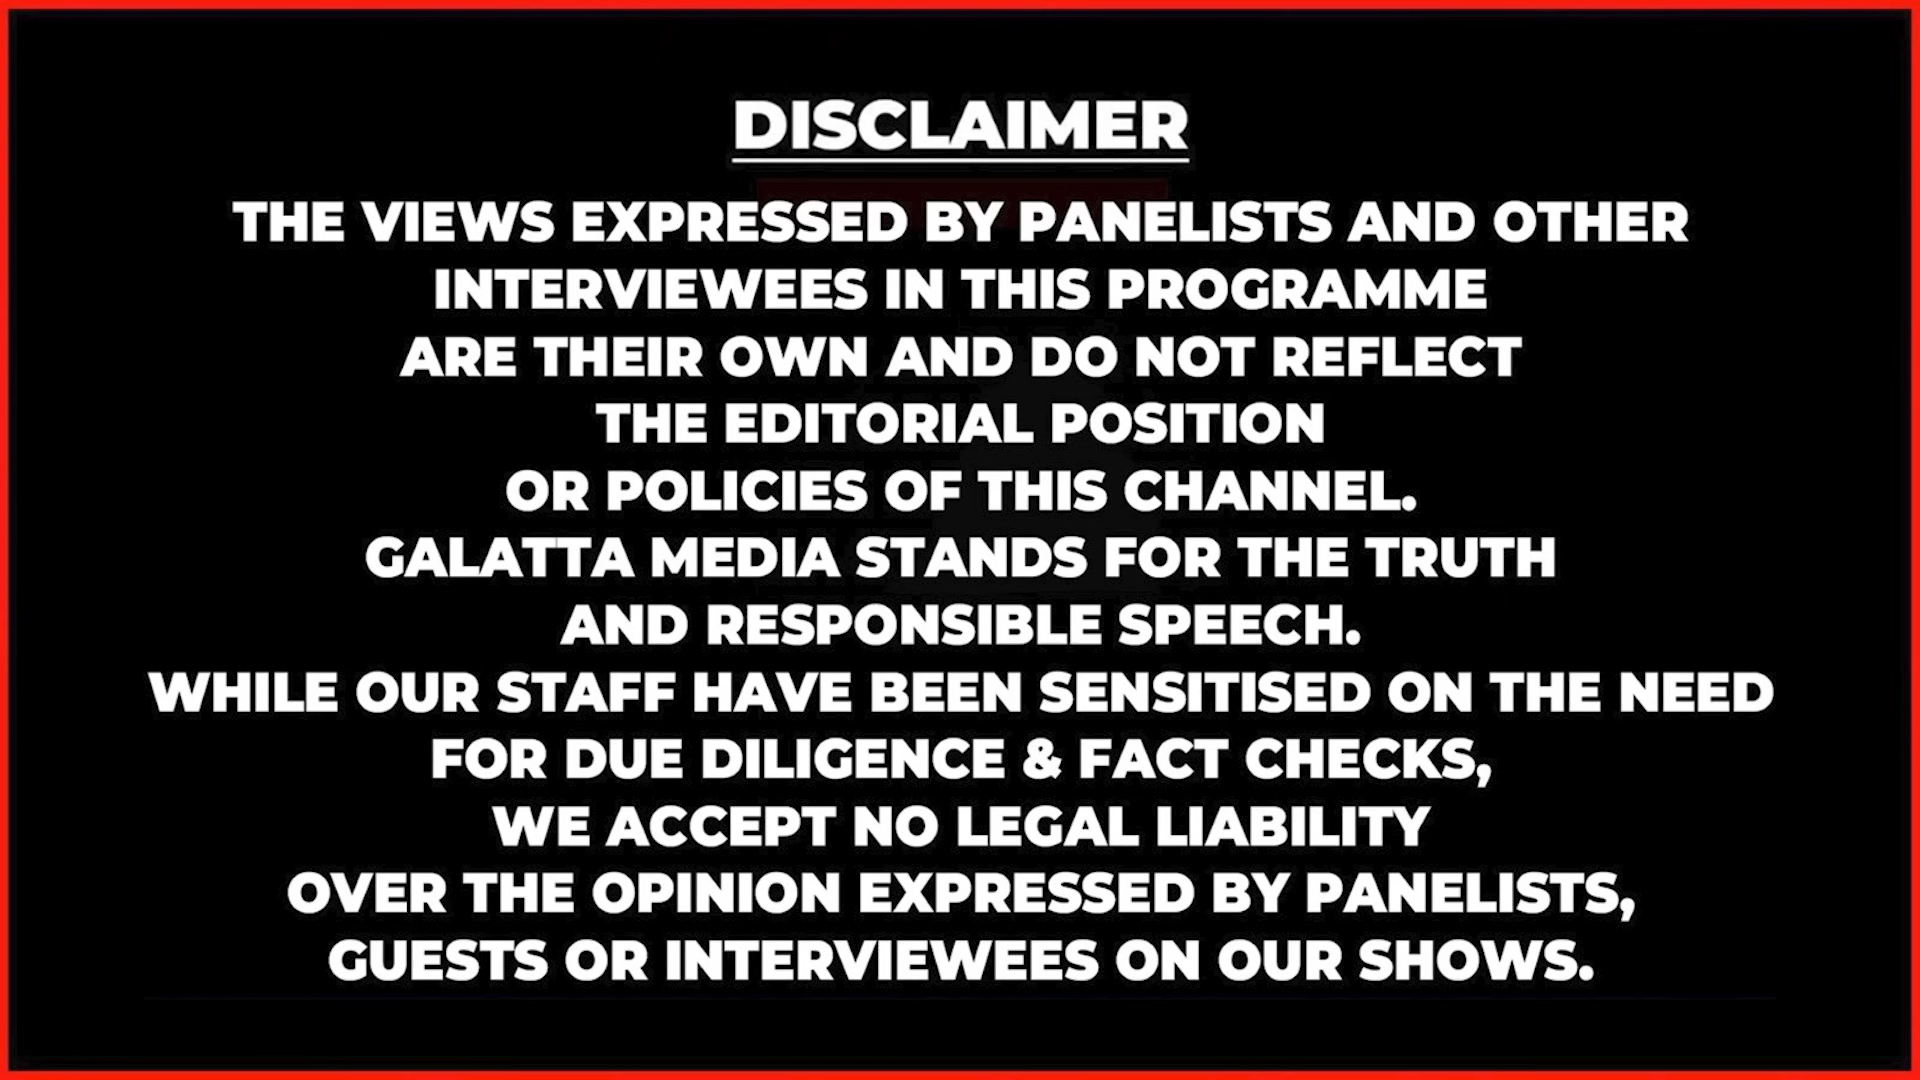 DISCLAIMER
THE VIEWS EXPRESSED BY PANELISTS AND OTHER
INTERVIEWEES IN THIS PROGRAMME
ARE THEIR OWN AND DO NOT REFLECT
THE EDITORIAL POSITION
OR POLICIES OF THIS CHANNEL.
GALATTA MEDIA STANDS FOR THE TRUTH
AND RESPONSIBLE SPEECH.
WHILE OUR STAFF HAVE BEEN SENSITISED ON THE NEED
FOR DUE DILIGENCE & FACT CHECKS,
WE ACCEPT NO LEGAL LIABILITY
OVER THE OPINION EXPRESSED BY PANELISTS,
GUESTS OR INTERVIEWEES ON OUR SHOWS.